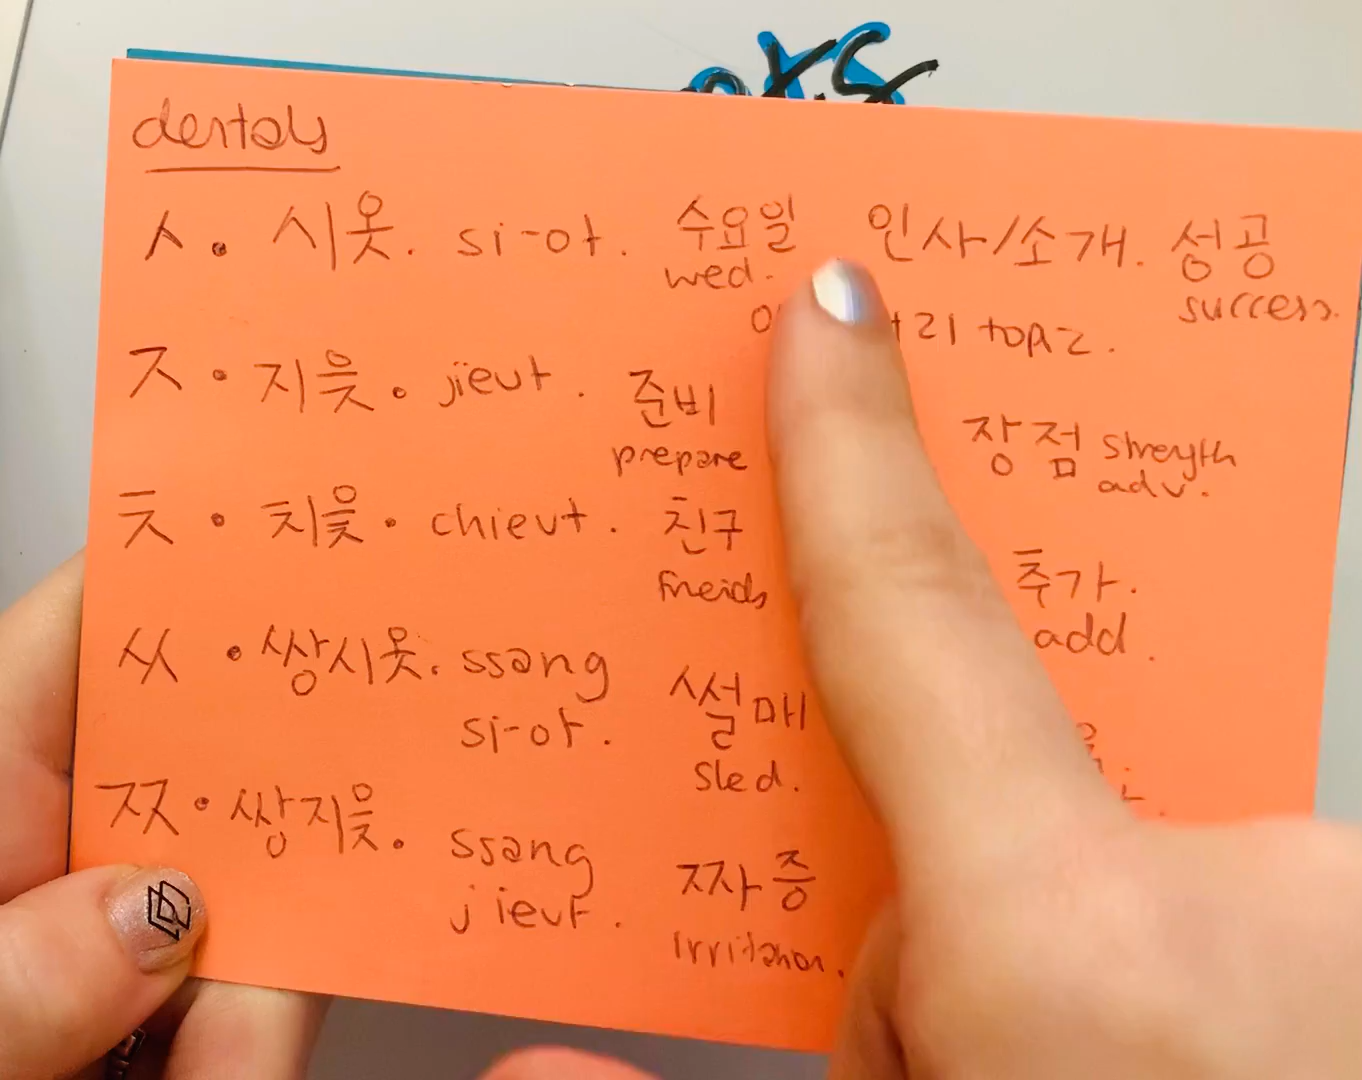 dentals
ㅅ. 시옷. si-ot. 수요일 인사/소개. 성공
wed. success.
topaz.
ㅈ. 지읒. jieut. 준비 장점 strength
prepare adv.
ㅊ. 치읓. chieut. 친구 추가.
freids add.
ㅆ. 쌍시옷. ssang 썰매
si-ot. sled.
ㅉ. 쌍지읒. ssang 짜증
jieut. irritation.